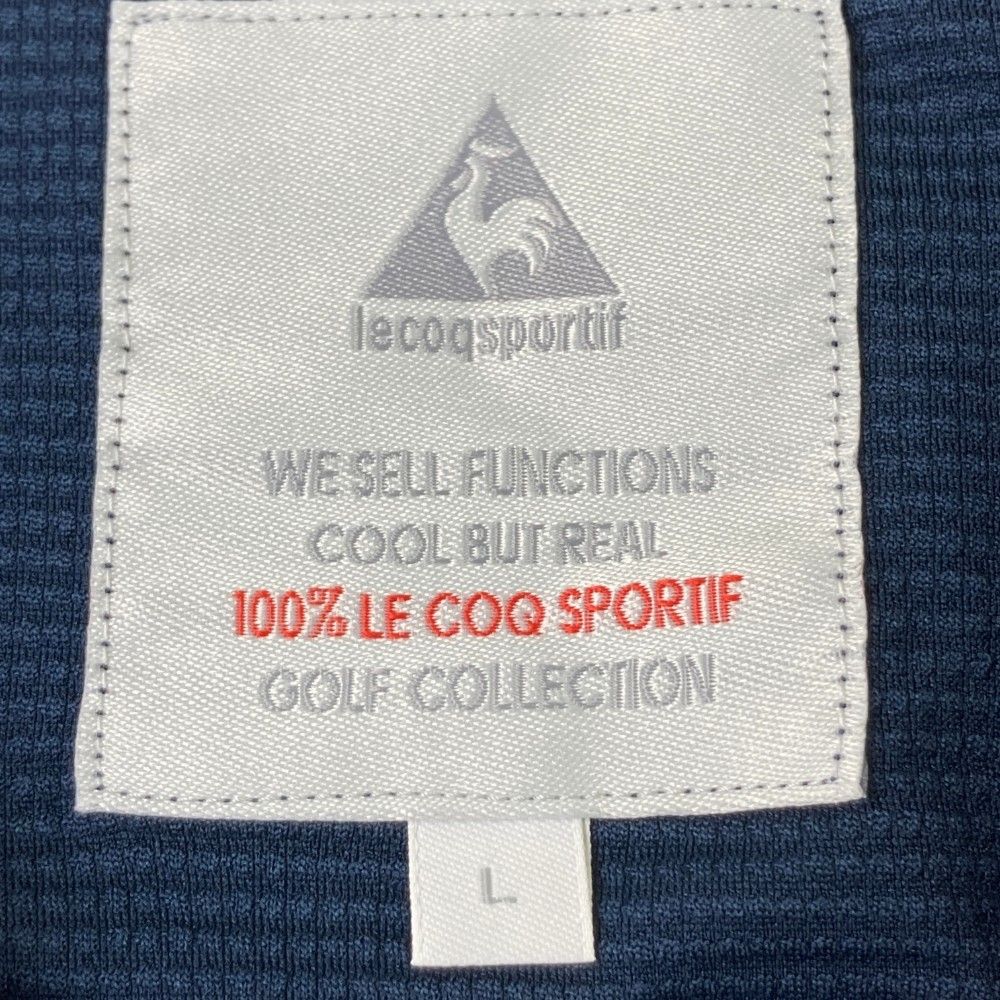 lecoqsportif
WE SELL FUNCTIONS
COOL BUT REAL
100% LE COQ SPORTIF
GOLF COLLECTION
L